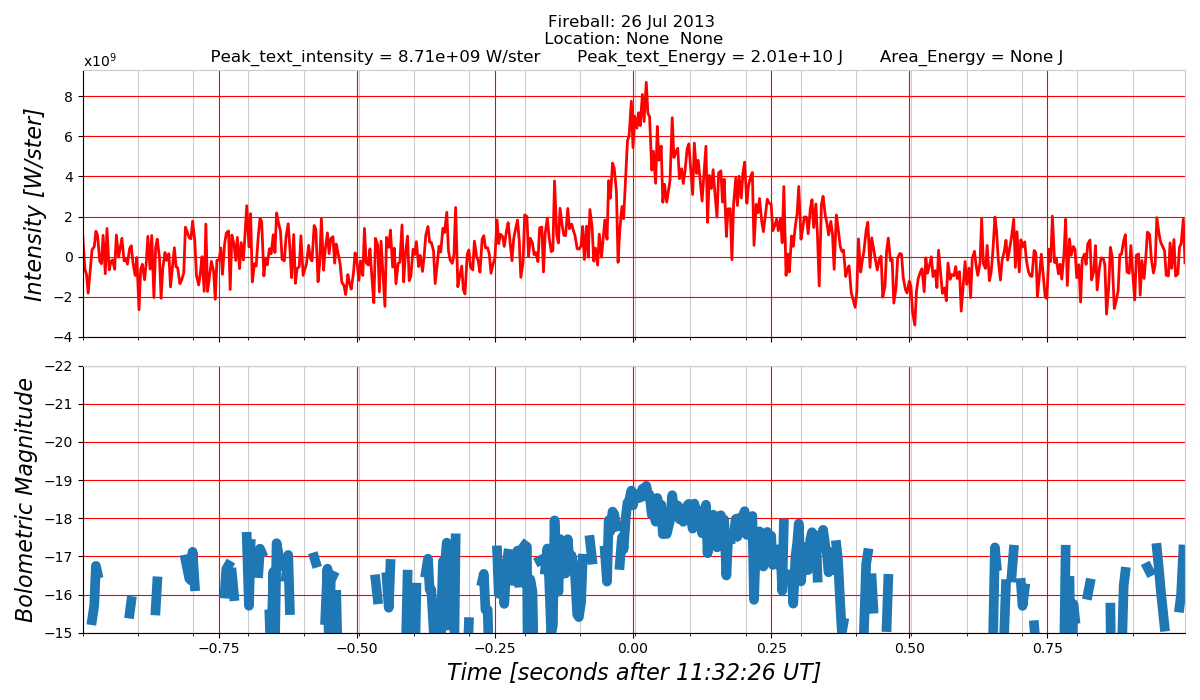 Fireball: 26 Jul 2013
Location: None  None
Peak_text_intensity = 8.71e+09 W/ster       Peak_text_Energy = 2.01e+10 J       Area_Energy = None J
x10⁹
8
6
4
2
0
−2
−4
Intensity [W/ster]
−22
−21
−20
−19
−18
−17
−16
−15
Bolometric Magnitude
−0.75 −0.50 −0.25 0.00 0.25 0.50 0.75
Time [seconds after 11:32:26 UT]